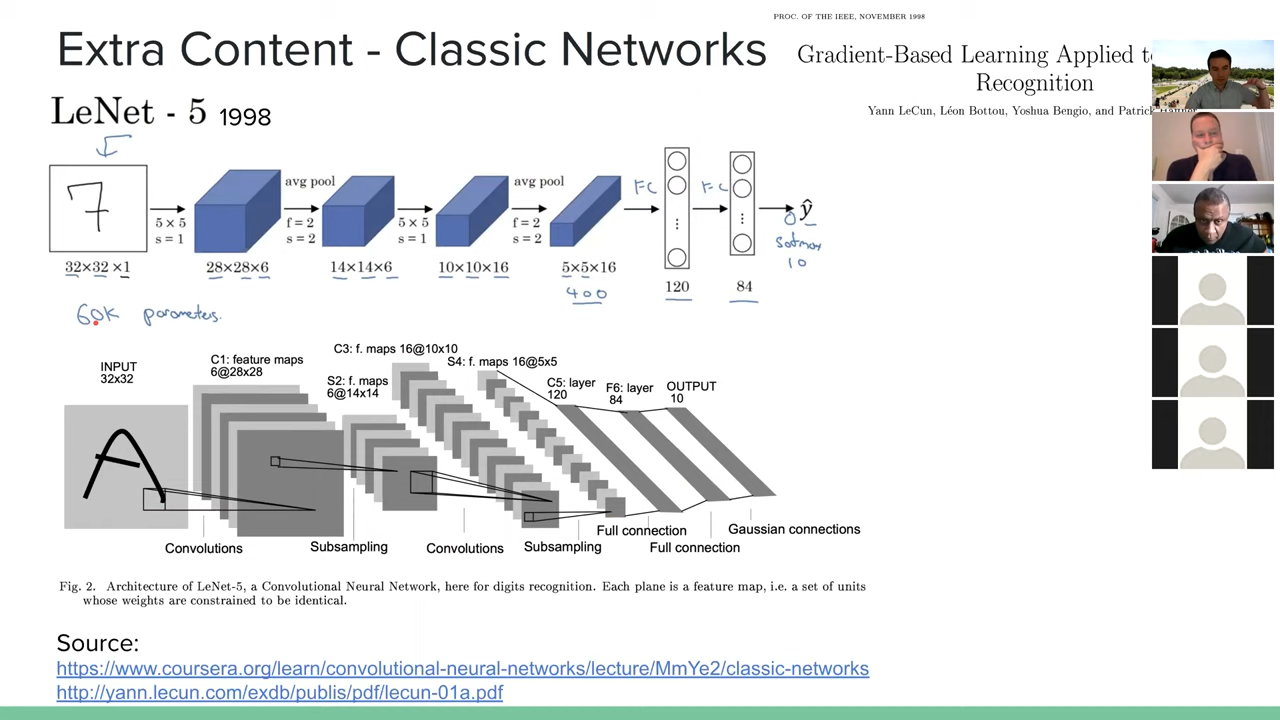 PROC. OF THE IEEE, NOVEMBER 1998
Extra Content - Classic Networks
Gradient-Based Learning Applied
Recognition
Yann LeCun, Léon Bottou, Yoshua Bengio, and
LeNet - 5 1998
7
5 × 5
s = 1
avg pool
f = 2
s = 2
5 × 5
s = 1
avg pool
f = 2
s = 2
FC
FC
ŷ
softmax
10
32×32 ×1
28×28×6
14×14×6
10×10×16
5×5×16
400
120
84
60K parameters.
INPUT
32x32
C1: feature maps
6@28x28
S2: f. maps
6@14x14
C3: f. maps 16@10x10
S4: f. maps 16@5x5
C5: layer
120
F6: layer
84
OUTPUT
10
A
Convolutions
Subsampling
Convolutions
Subsampling
Full connection
Full connection
Gaussian connections
Fig. 2. Architecture of LeNet-5, a Convolutional Neural Network, here for digits recognition. Each plane is a feature map, i.e. a set of units
whose weights are constrained to be identical.
Source:
https://www.coursera.org/learn/convolutional-neural-networks/lecture/MmYe2/classic-networks
http://yann.lecun.com/exdb/publis/pdf/lecun-01a.pdf